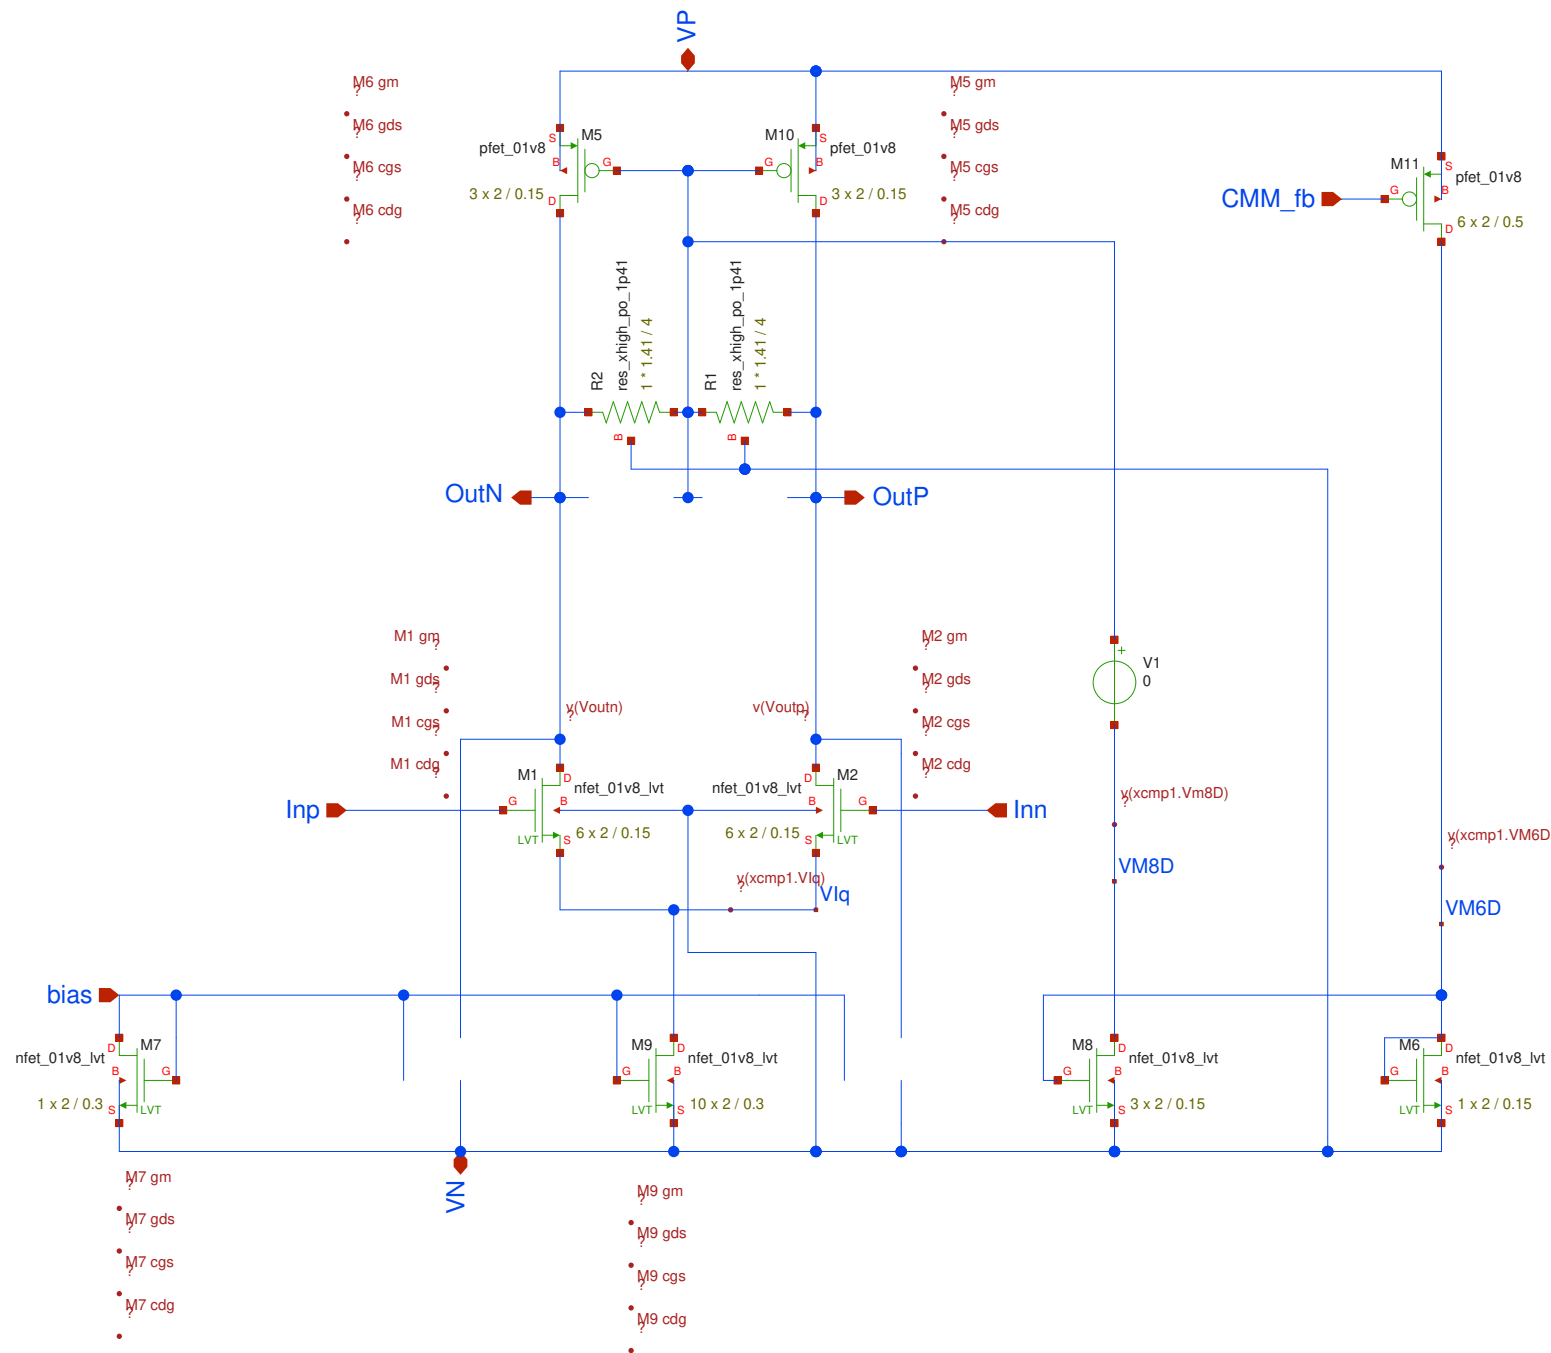 VP
M6 gm
?
M6 gds
?
M6 cgs
?
M6 cdg
?
M5 gm
?
M5 gds
?
M5 cgs
?
M5 cdg
?
S
M5
pfet_01v8
B
G
3 x 2 / 0.15
D
M10
S
pfet_01v8
G
B
3 x 2 / 0.15
D
M11
S
pfet_01v8
CMM_fb
G
B
6 x 2 / 0.5
D
R2
res_xhigh_po_1p41
1 * 1.41 / 4
B
R1
res_xhigh_po_1p41
1 * 1.41 / 4
B
OutN
OutP
M1 gm
?
M1 gds
?
M1 cgs
?
M1 cdg
?
v(Voutn)
?
v(Voutp)
?
M2 gm
?
M2 gds
?
M2 cgs
?
M2 cdg
?
+
V1
0
M1
D
nfet_01v8_lvt
Inp
G
B
6 x 2 / 0.15
LVT
S
M2
D
nfet_01v8_lvt
B
G
Inn
6 x 2 / 0.15
S
LVT
v(xcmp1.Vm8D)
?
v(xcmp1.VM6D
?
VM8D
v(xcmp1.VIq)
?
VIq
VM6D
bias
M7
D
nfet_01v8_lvt
B
G
1 x 2 / 0.3
S
LVT
M9
D
nfet_01v8_lvt
G
B
10 x 2 / 0.3
LVT
S
M8
D
nfet_01v8_lvt
G
B
3 x 2 / 0.15
LVT
S
M6
D
nfet_01v8_lvt
G
B
1 x 2 / 0.15
LVT
S
VN
M7 gm
?
M7 gds
?
M7 cgs
?
M7 cdg
?
M9 gm
?
M9 gds
?
M9 cgs
?
M9 cdg
?